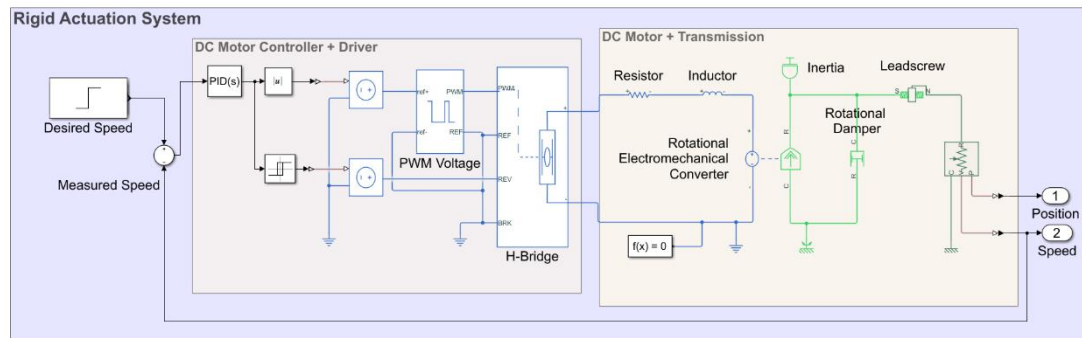 Rigid Actuation System
DC Motor Controller + Driver
DC Motor + Transmission
Desired Speed
Measured Speed
PID(s)
|u|
ref+
PWM
ref-
REF
PWM Voltage
PWM
REF
REV
BRK
H-Bridge
+
-
Resistor
Inductor
+
-
+
-
Rotational
Electromechanical
Converter
+
-
f(x) = 0
Inertia
R
C
Rotational
Damper
C
R
Leadscrew
S
N
R
C
V
P
1
Position
2
Speed